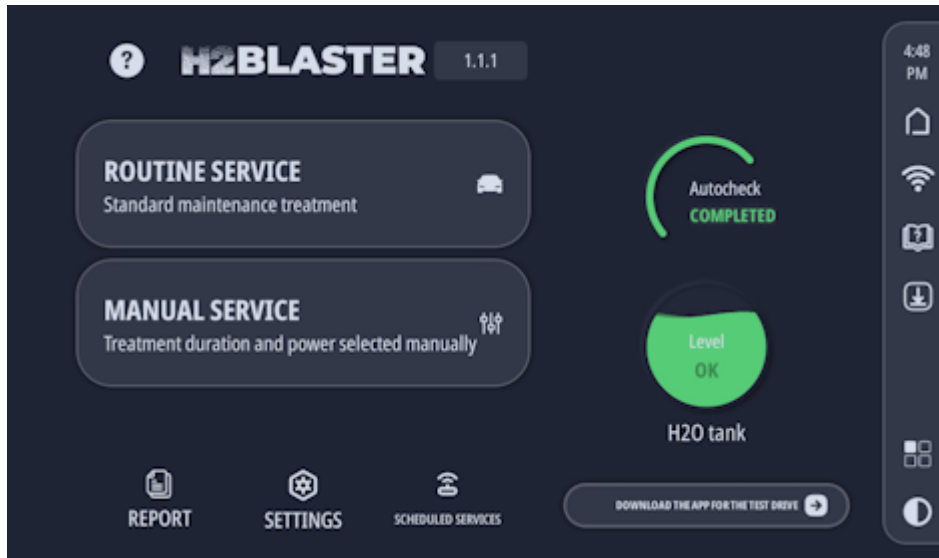 ?
H2BLASTER 1.1.1
4:48
PM
ROUTINE SERVICE
Standard maintenance treatment
Autocheck
COMPLETED
MANUAL SERVICE
Treatment duration and power selected manually
Level
OK
H2O tank
REPORT
SETTINGS
SCHEDULED SERVICES
DOWNLOAD THE APP FOR THE TEST DRIVE